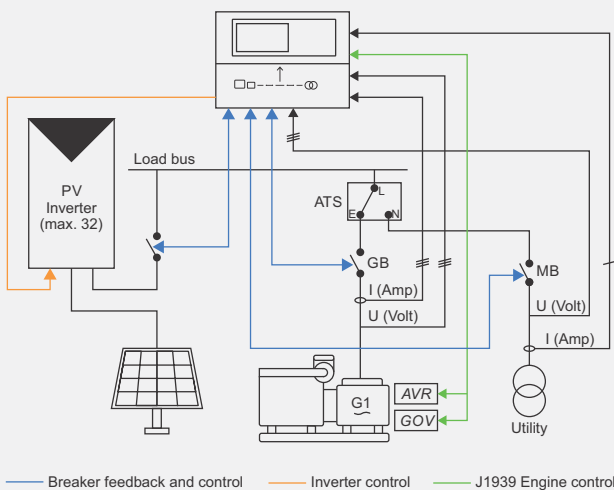 PV
Inverter
(max. 32)
Load bus
ATS
L
E
N
GB
MB
I (Amp)
U (Volt)
U (Volt)
I (Amp)
G1
AVR
GOV
Utility
Breaker feedback and control
Inverter control
J1939 Engine control